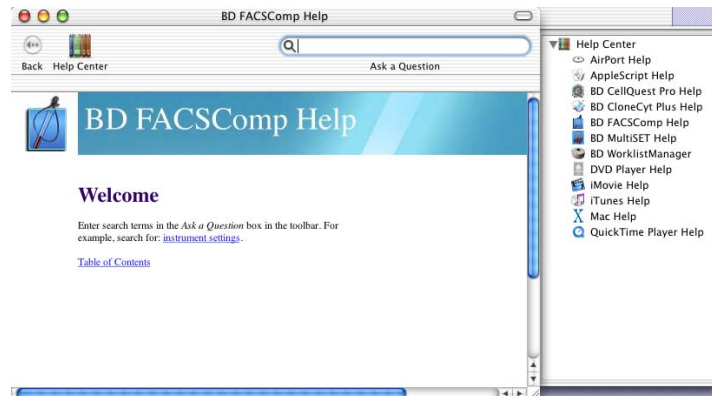 BD FACSComp Help
Back
Help Center
Ask a Question
BD FACSComp Help
Welcome
Enter search terms in the Ask a Question box in the toolbar. For
example, search for: instrument settings.
Table of Contents
Help Center
AirPort Help
AppleScript Help
BD CellQuest Pro Help
BD CloneCyt Plus Help
BD FACSComp Help
BD MultiSET Help
BD WorklistManager
DVD Player Help
iMovie Help
iTunes Help
Mac Help
QuickTime Player Help